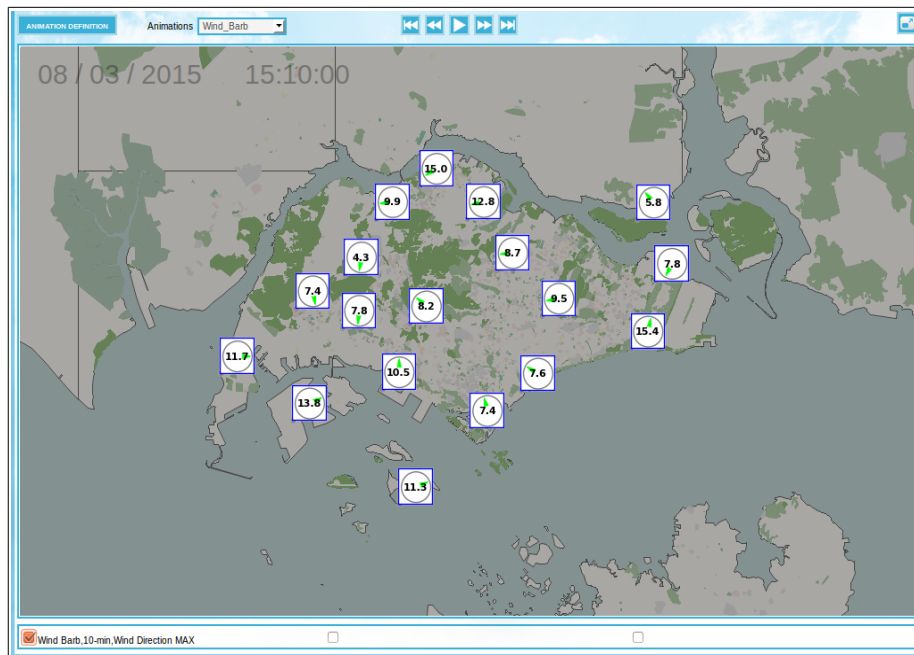 ANIMATION DEFINITION Animations Wind_Barb
08 / 03 / 2015 15:10:00
15.0
9.9 12.8 5.8
8.7
4.3 7.8
7.4 9.5
7.8 8.2
15.4
11.7
10.5 7.6
13.8 7.4
11.3
Wind Barb,10-min,Wind Direction MAX